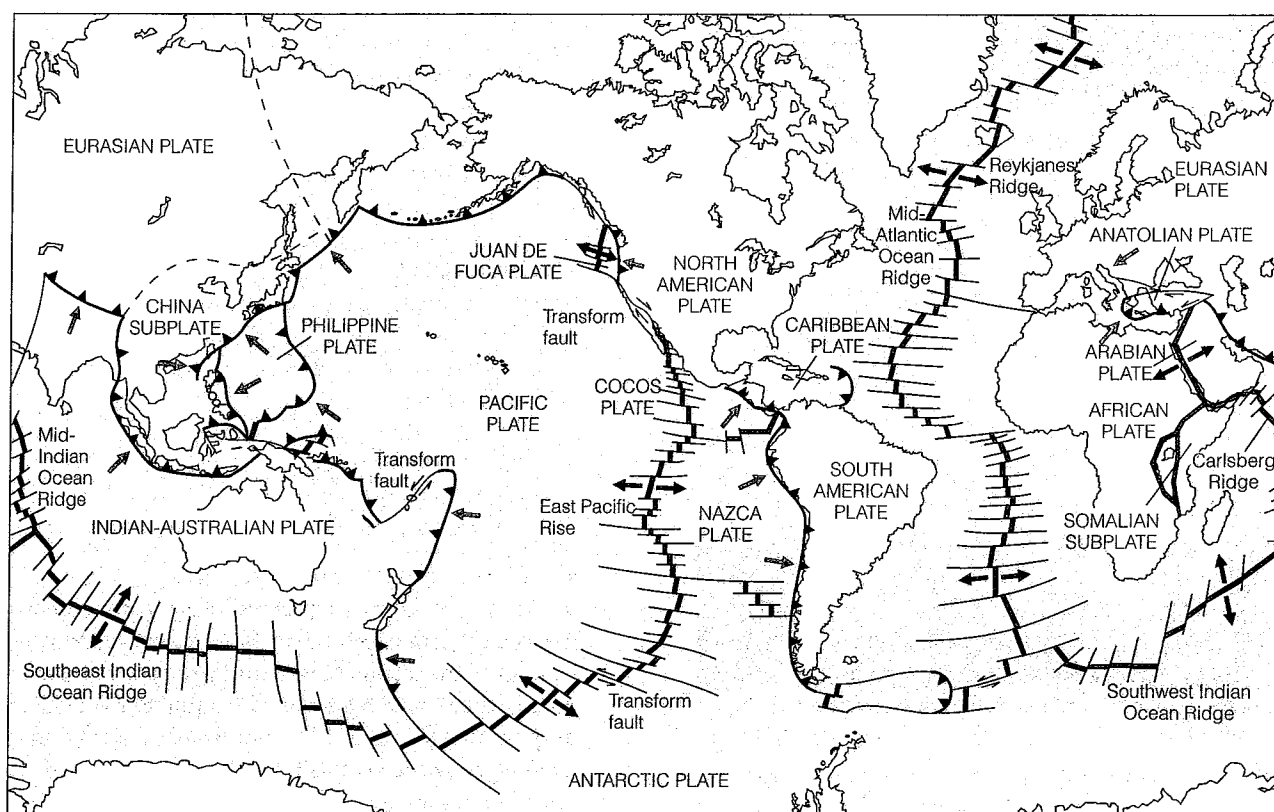 EURASIAN PLATE
Reykjanes
Ridge
EURASIAN
PLATE
Mid-
Atlantic
Ocean
Ridge
ANATOLIAN PLATE
JUAN DE
FUCA PLATE
NORTH
AMERICAN
PLATE
CHINA
SUBPLATE
PHILIPPINE
PLATE
Transform
fault
CARIBBEAN
PLATE
ARABIAN
PLATE
COCOS
PLATE
PACIFIC
PLATE
AFRICAN
PLATE
Mid-
Indian
Ocean
Ridge
Transform
fault
SOUTH
AMERICAN
PLATE
Carlsberg
Ridge
INDIAN-AUSTRALIAN PLATE
East Pacific
Rise
NAZCA
PLATE
SOMALIAN
SUBPLATE
Southeast Indian
Ocean Ridge
Transform
fault
Southwest Indian
Ocean Ridge
ANTARCTIC PLATE